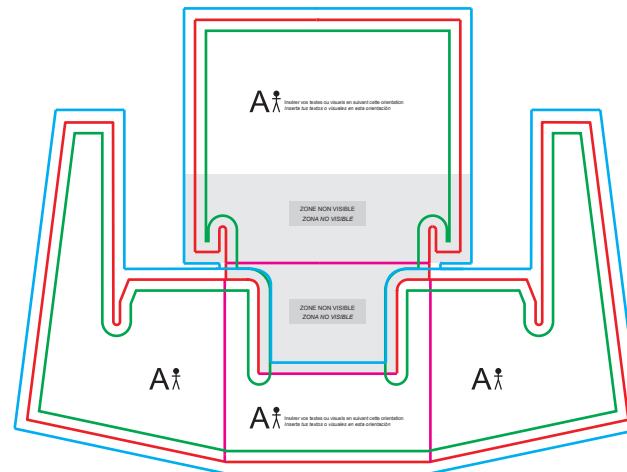 A Insérer vos textes ou visuels en suivant cette orientation
Inserte tus textos o visuales en esta orientación
ZONE NON VISIBLE
ZONA NO VISIBLE
ZONE NON VISIBLE
ZONA NO VISIBLE
A
A
A Insérer vos textes ou visuels en suivant cette orientation
Inserte tus textos o visuales en esta orientación